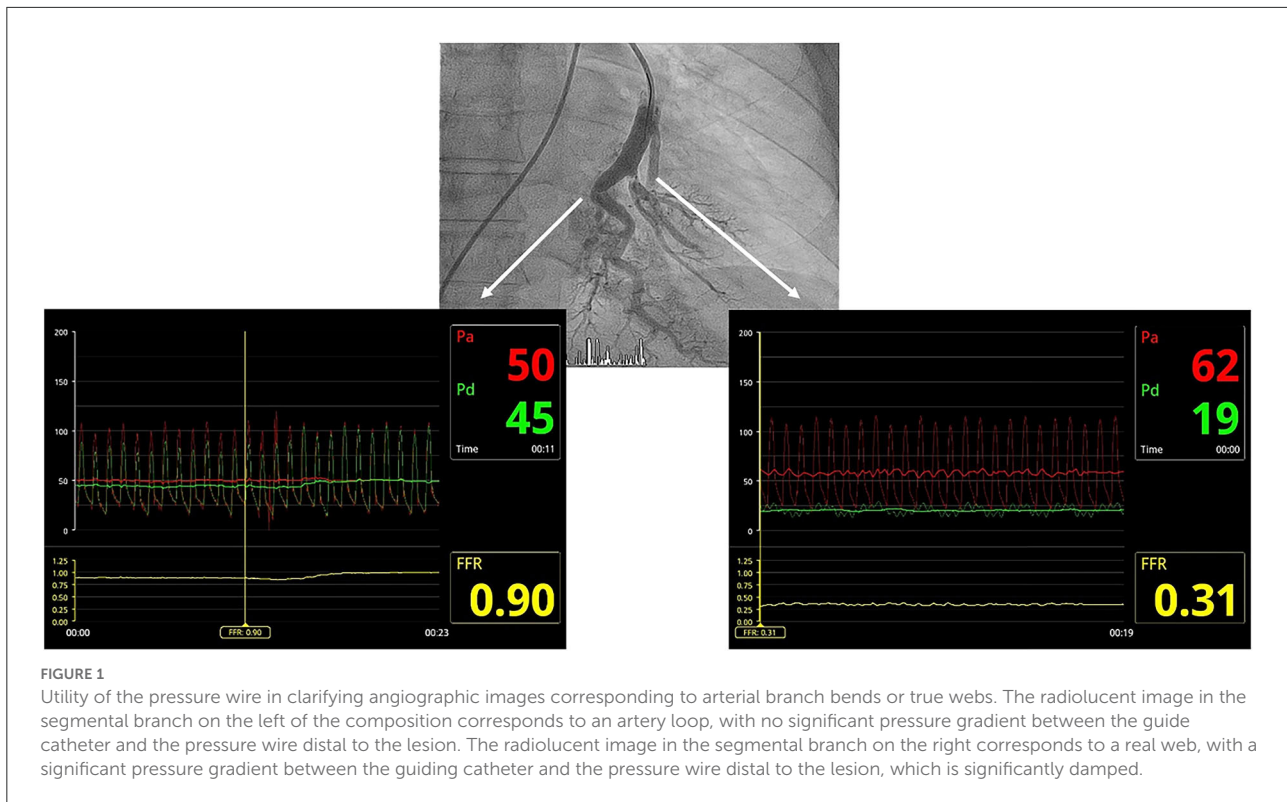 200
150
100
50
0
1.25
1.00
0.75
0.50
0.25
0.00
00:00
FFR: 0.90
00:23
Pa
50
Pd
45
Time 00:11
FFR
0.90
200
150
100
50
0
1.25
1.00
0.75
0.50
0.25
0.00
FFR: 0.31
00:19
Pa
62
Pd
19
Time 00:00
FFR
0.31
FIGURE 1
Utility of the pressure wire in clarifying angiographic images corresponding to arterial branch bends or true webs. The radiolucent image in the
segmental branch on the left of the composition corresponds to an artery loop, with no significant pressure gradient between the guide
catheter and the pressure wire distal to the lesion. The radiolucent image in the segmental branch on the right corresponds to a real web, with a
significant pressure gradient between the guiding catheter and the pressure wire distal to the lesion, which is significantly damped.